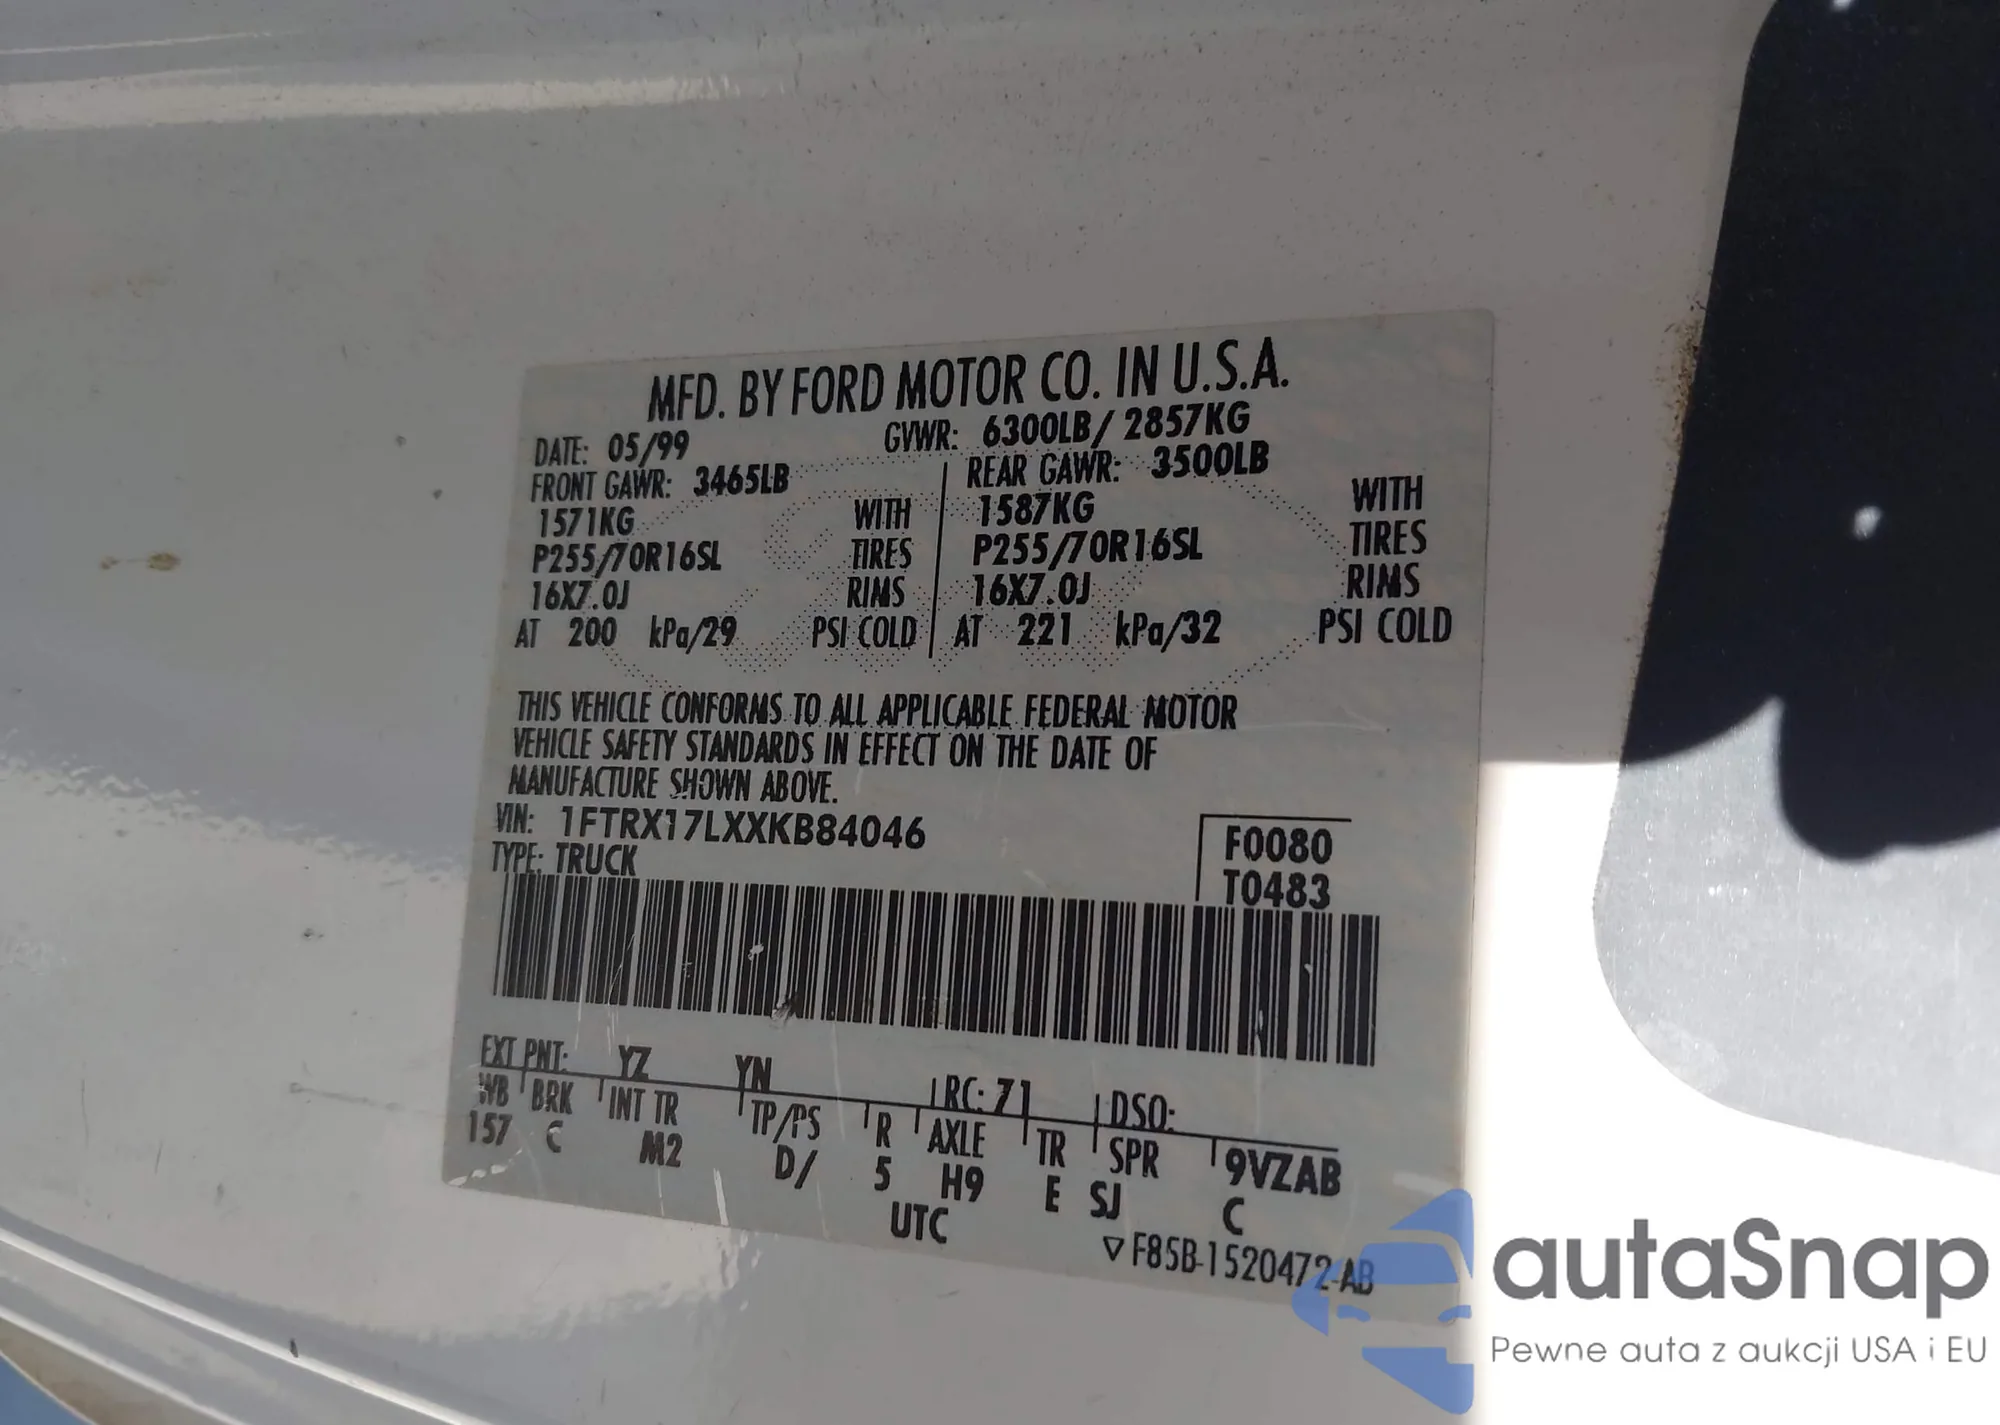 MFD. BY FORD MOTOR CO. IN U.S.A.
DATE: 05/99 GVWR: 6300LB/ 2857KG
FRONT GAWR: 3465LB REAR GAWR: 3500LB
1571KG WITH 1587KG WITH
P255/70R16SL TIRES P255/70R16SL TIRES
16X7.0J RIMS 16X7.0J RIMS
AT 200 kPa/29 PSI COLD AT 221 kPa/32 PSI COLD
THIS VEHICLE CONFORMS TO ALL APPLICABLE FEDERAL MOTOR
VEHICLE SAFETY STANDARDS IN EFFECT ON THE DATE OF
MANUFACTURE SHOWN ABOVE.
VIN: 1FTRX17LXXKB84046
TYPE: TRUCK
F0080
T0483
EXT PNT: YZ YN RC: 71 DSO:
WB BRK INT TR TP/PS R AXLE TR SPR 9VZAB
157 C M2 D/ 5 H9 E SJ C
UTC
▽ F85B-1520472-AB
autaSnap
Pewne auta z aukcji USA i EU